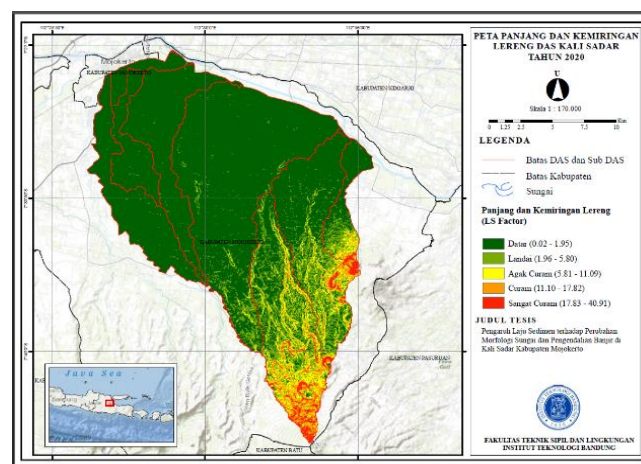 PETA PANJANG DAN KEMIRINGAN
LERENG DAS KALI SADAR
TAHUN 2020
U
Skala 1 : 170.000
Km
0 1.25 2.5 5 7.5 10
LEGENDA
Batas DAS dan Sub DAS
Batas Kabupaten
Sungai
Panjang dan Kemiringan Lereng
(LS Factor)
Datar (0.02 - 1.95)
Landai (1.96 - 5.80)
Agak Curam (5.81 - 11.09)
Curam (11.10 - 17.82)
Sangat Curam (17.83 - 40.91)
JUDUL TESIS
Pengaruh Laju Sedimen terhadap Perubahan
Morfologi Sungai dan Pengendalian Banjir di
Kali Sadar Kabupaten Mojokerto
FAKULTAS TEKNIK SIPIL DAN LINGKUNGAN
INSTITUT TEKNOLOGI BANDUNG
Mojokerto
KABUPATEN SIDOARJO
KABUPATEN PASURUAN
KABUPATEN BATU
Java Sea